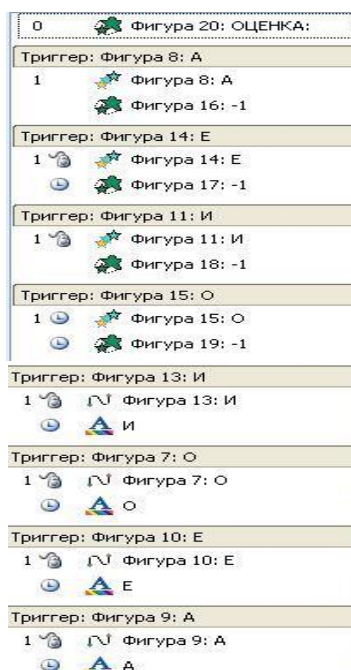 0 Фигура 20: ОЦЕНКА:
Триггер: Фигура 8: А
1 Фигура 8: А
Фигура 16: -1
Триггер: Фигура 14: Е
1 Фигура 14: Е
Фигура 17: -1
Триггер: Фигура 11: И
1 Фигура 11: И
Фигура 18: -1
Триггер: Фигура 15: О
1 Фигура 15: О
Фигура 19: -1
Триггер: Фигура 13: И
1 Фигура 13: И
И
Триггер: Фигура 7: О
1 Фигура 7: О
О
Триггер: Фигура 10: Е
1 Фигура 10: Е
Е
Триггер: Фигура 9: А
1 Фигура 9: А
А